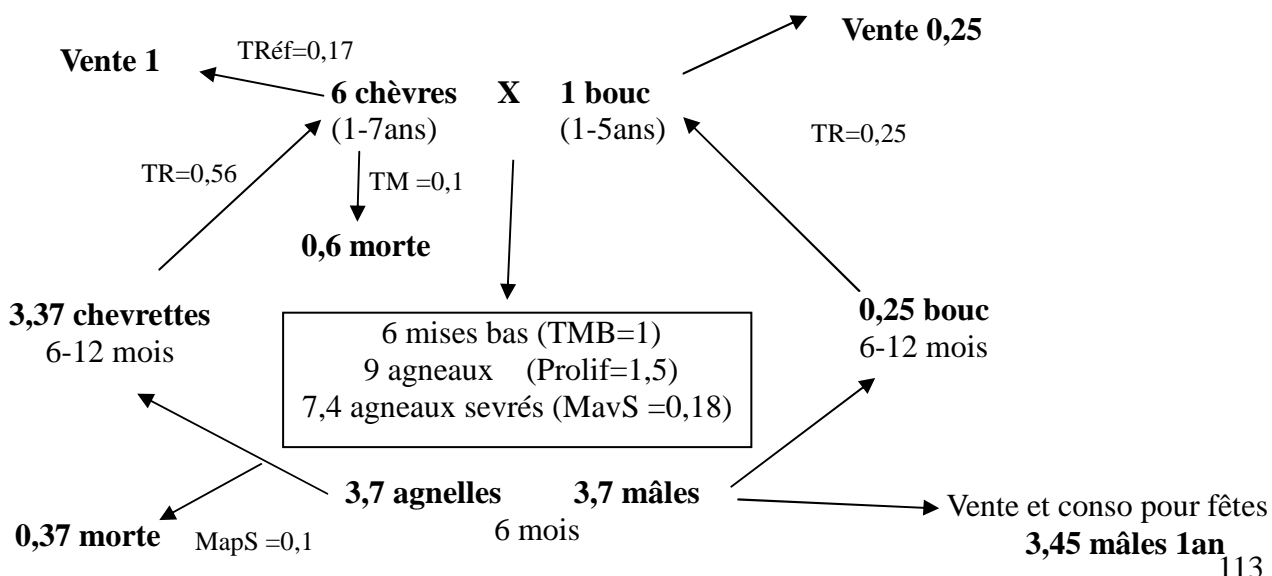 Vente 1
TRéf=0,17
Vente 0,25
6 chèvres X 1 bouc
(1-7ans) (1-5ans)
TR=0,25
TR=0,56
TM =0,1
0,6 morte
3,37 chevrettes
6-12 mois
0,25 bouc
6-12 mois
6 mises bas (TMB=1)
9 agneaux (Prolif=1,5)
7,4 agneaux sevrés (MavS =0,18)
3,7 agnelles 3,7 mâles
6 mois
0,37 morte
MapS =0,1
Vente et conso pour fêtes
3,45 mâles 1an
113